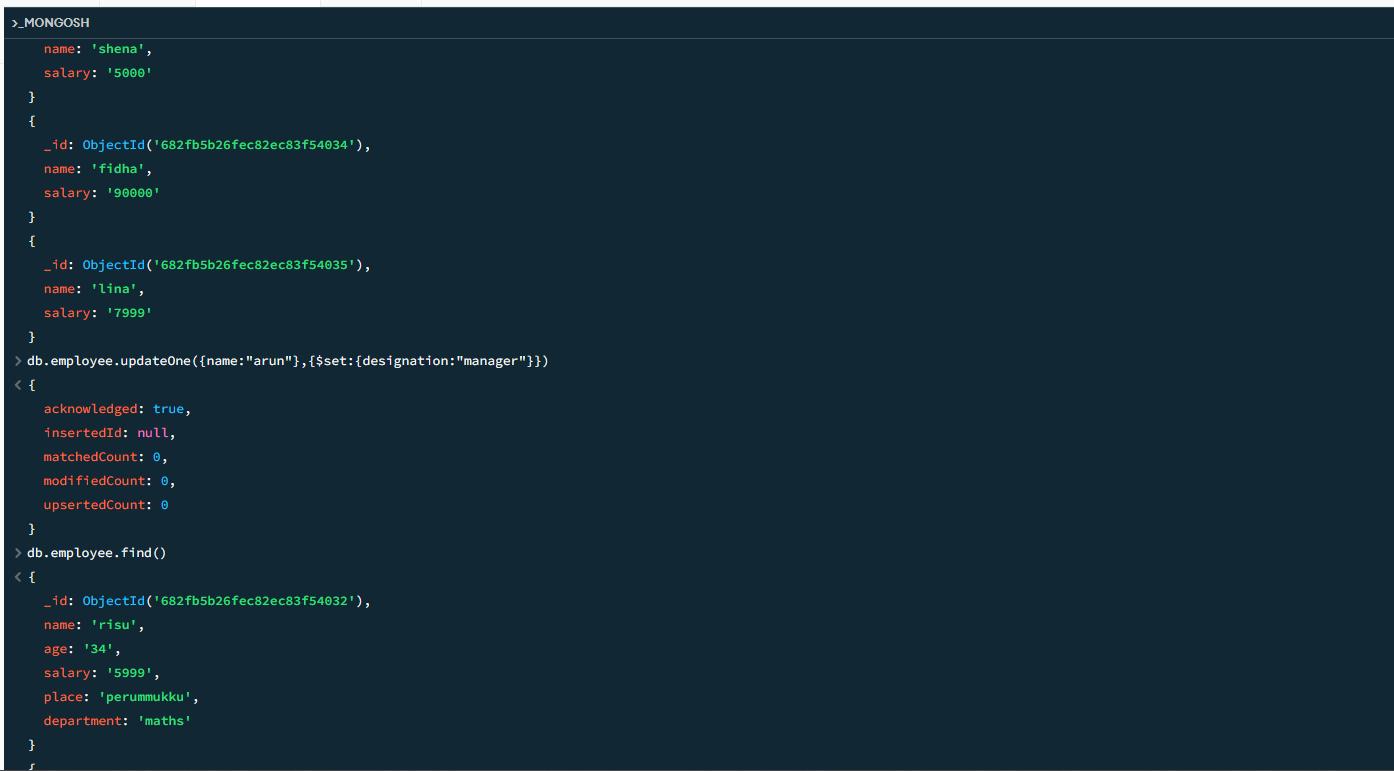 >_MONGOSH
name: 'shena',
salary: '5000'
}
{
_id: ObjectId('682fb5b26fec82ec83f54034'),
name: 'fidha',
salary: '90000'
}
{
_id: ObjectId('682fb5b26fec82ec83f54035'),
name: 'lina',
salary: '7999'
}
> db.employee.updateOne({name:"arun"},{$set:{designation:"manager"}})
< {
acknowledged: true,
insertedId: null,
matchedCount: 0,
modifiedCount: 0,
upsertedCount: 0
}
> db.employee.find()
< {
_id: ObjectId('682fb5b26fec82ec83f54032'),
name: 'risu',
age: '34',
salary: '5999',
place: 'perummukku',
department: 'maths'
}
{